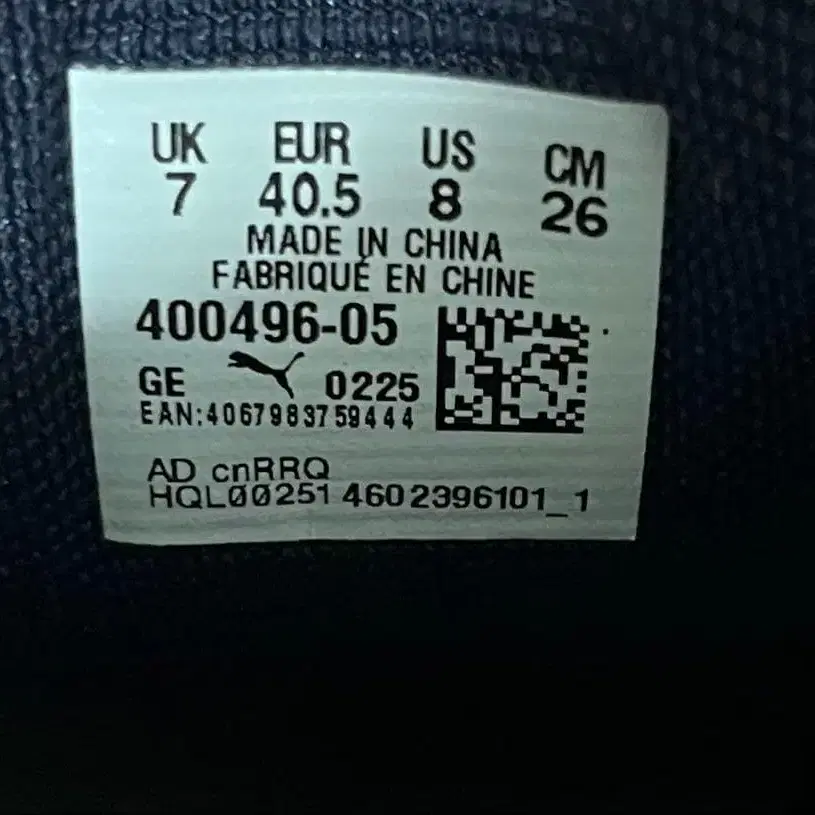 UK EUR US CM
7 40.5 8 26
MADE IN CHINA
FABRIQUÉ EN CHINE
400496-05
GE 0225
EAN:4067983759444
AD cnRRQ
HQL00251 4602396101_1